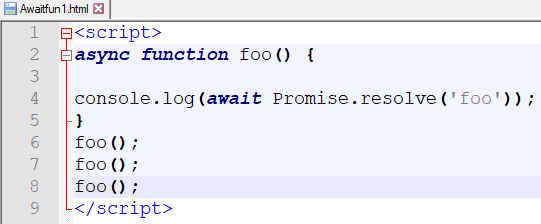 Awaitfun1.html
1 <script>
2 async function foo() {
3
4 console.log(await Promise.resolve('foo'));
5 }
6 foo();
7 foo();
8 foo();
9 </script>